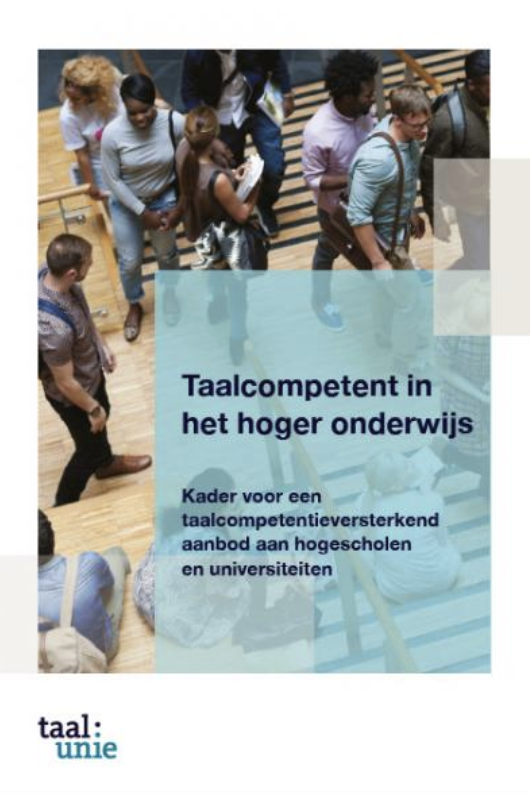 Taalcompetent in
het hoger onderwijs
Kader voor een
taalcompetentieversterkend
aanbod aan hogescholen
en universiteiten
taal:
unie